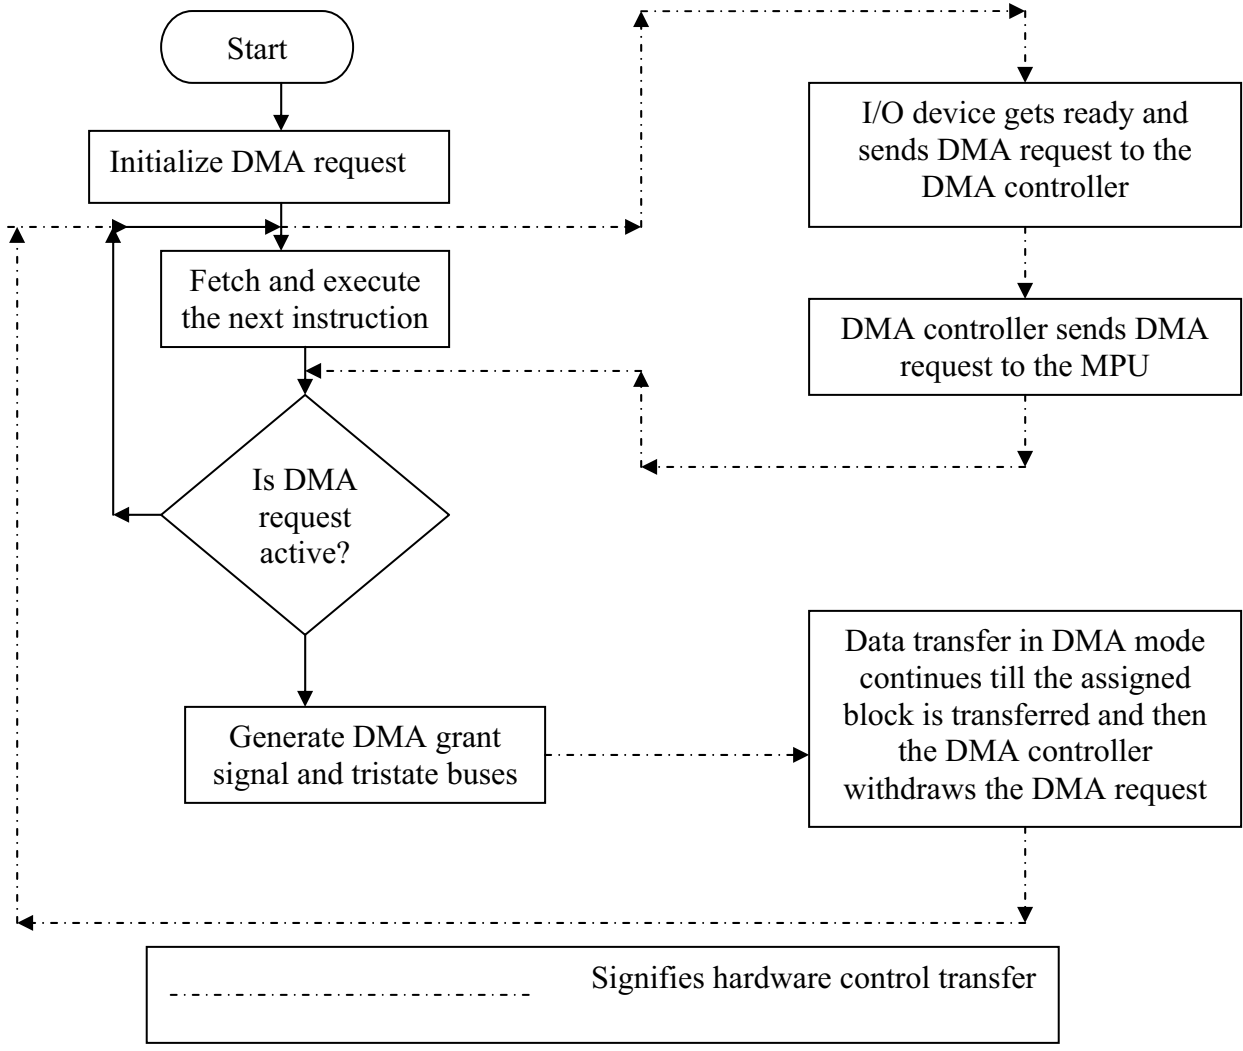 Start
Initialize DMA request
Fetch and execute
the next instruction
Is DMA
request
active?
Generate DMA grant
signal and tristate buses
I/O device gets ready and
sends DMA request to the
DMA controller
DMA controller sends DMA
request to the MPU
Data transfer in DMA mode
continues till the assigned
block is transferred and then
the DMA controller
withdraws the DMA request
Signifies hardware control transfer